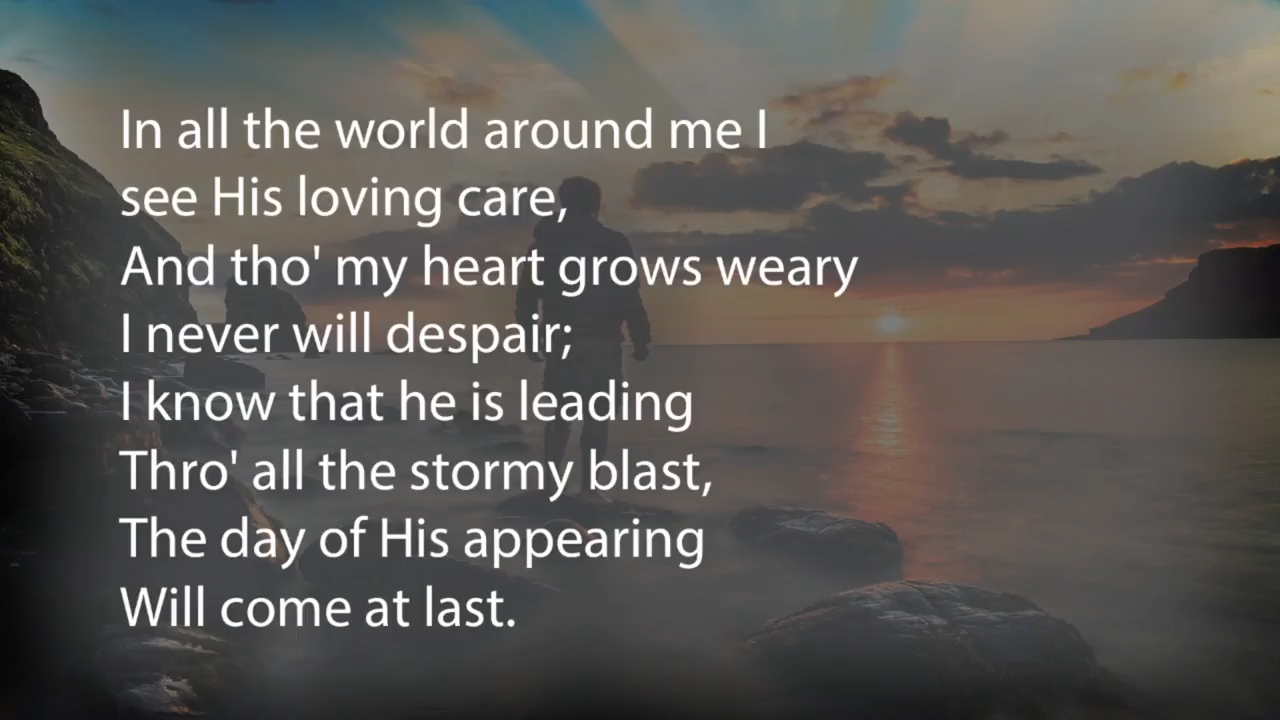 In all the world around me I
see His loving care,
And tho' my heart grows weary
I never will despair;
I know that he is leading
Thro' all the stormy blast,
The day of His appearing
Will come at last.